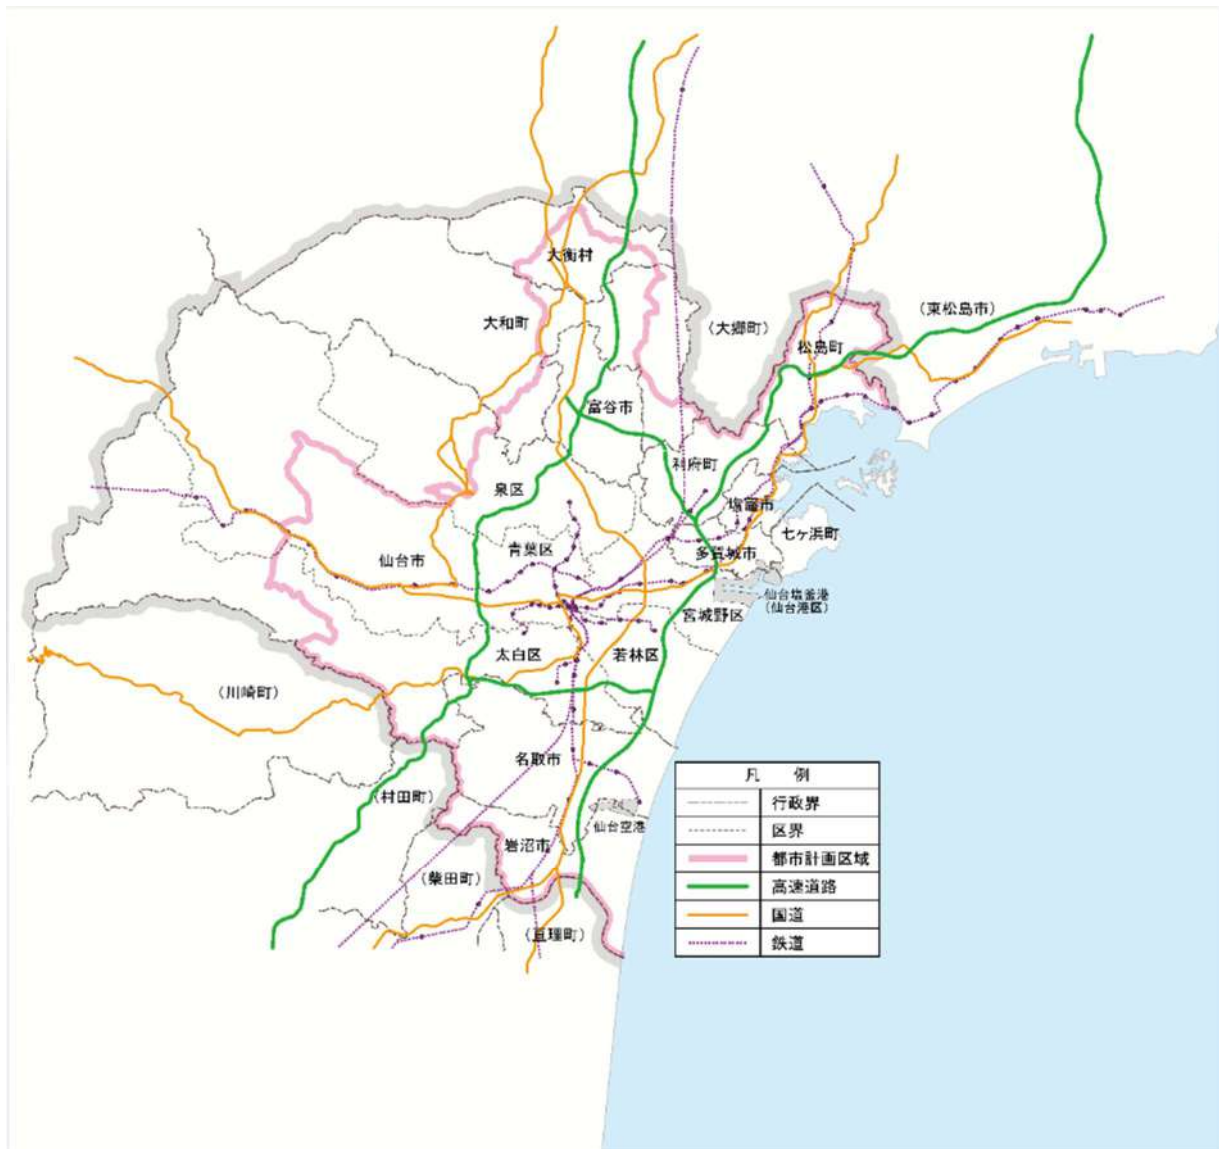 大衡村
大和町
(大郷町)
(東松島市)
松島町
富谷市
利府町
泉区
塩竈市
七ヶ浜町
青葉区
仙台市
多賀城市
仙台塩釜港
(仙台港区)
宮城野区
太白区
若林区
(川崎町)
名取市
(村田町)
仙台空港
岩沼市
(柴田町)
(亘理町)
凡 例
行政界
区界
都市計画区域
高速道路
国道
鉄道